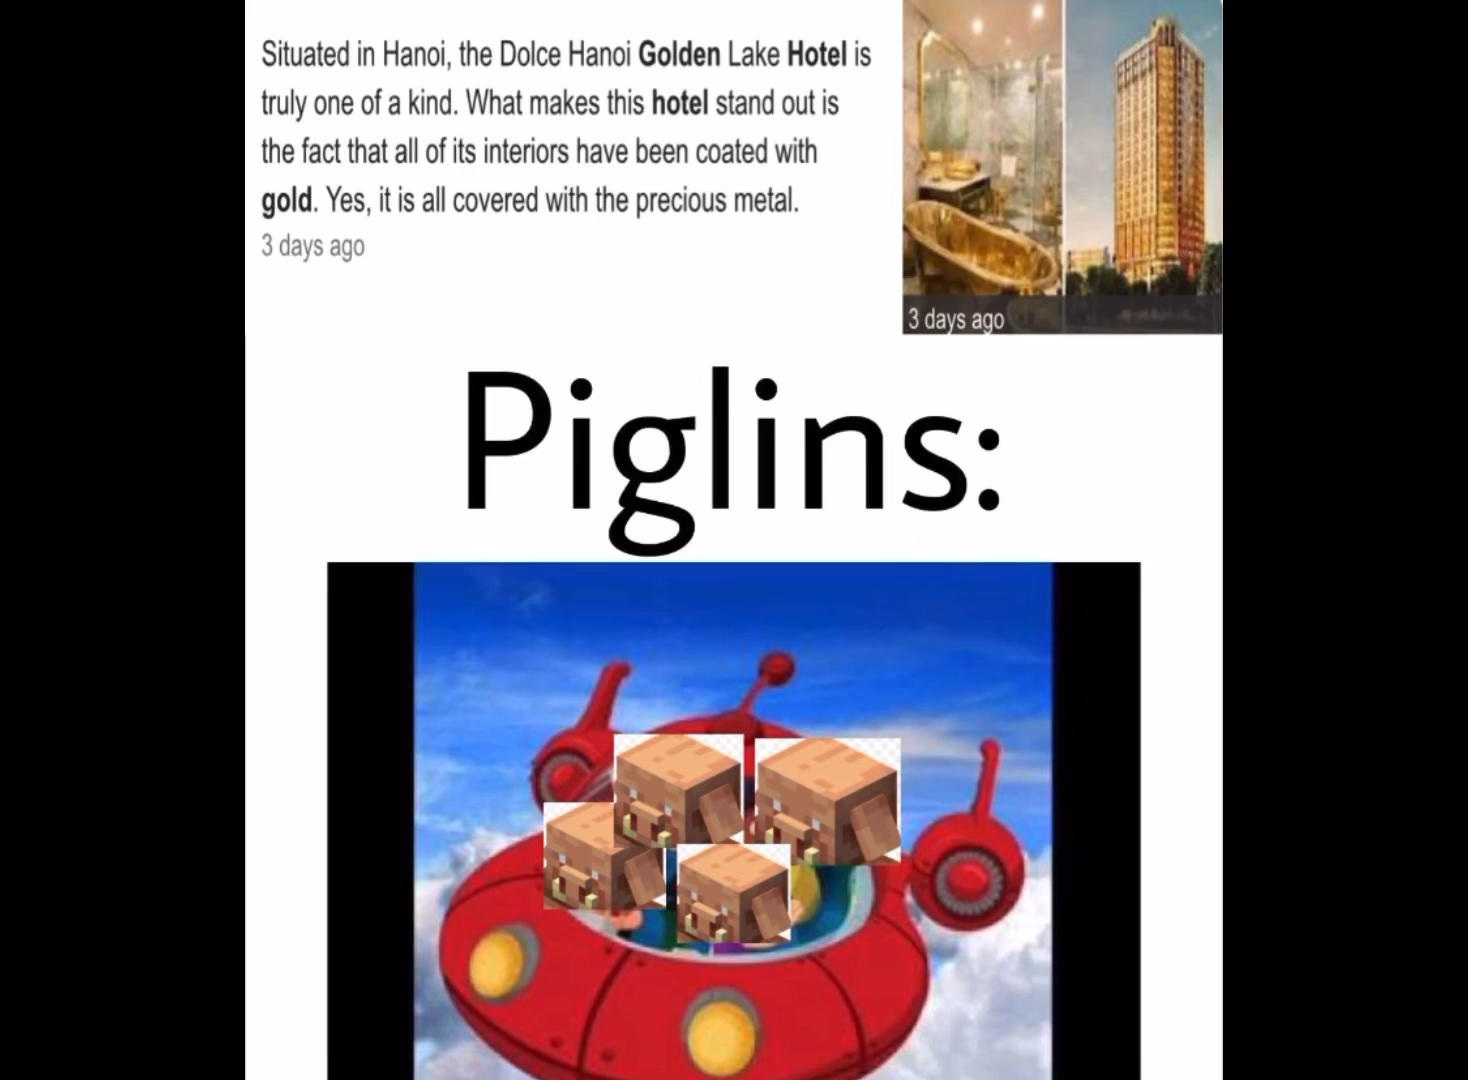 Situated in Hanoi, the Dolce Hanoi Golden Lake Hotel is
truly one of a kind. What makes this hotel stand out is
the fact that all of its interiors have been coated with
gold. Yes, it is all covered with the precious metal.
3 days ago
3 days ago
Piglins: